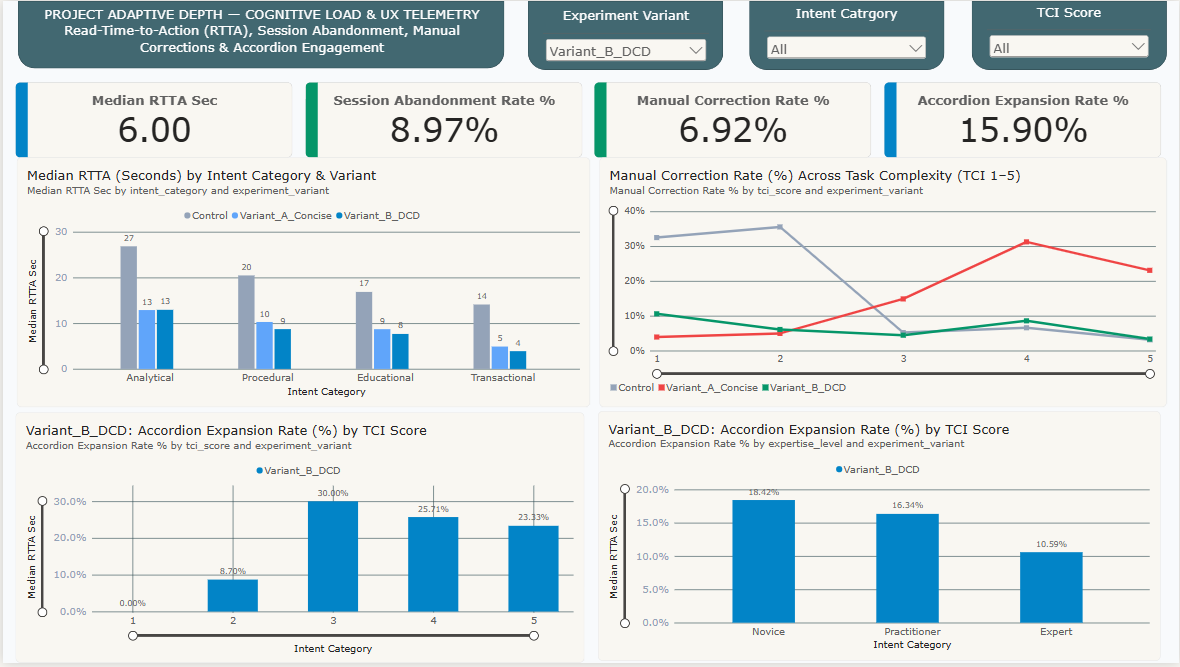 PROJECT ADAPTIVE DEPTH — COGNITIVE LOAD & UX TELEMETRY
Read-Time-to-Action (RTTA), Session Abandonment, Manual
Corrections & Accordion Engagement
Experiment Variant
Variant_B_DCD
Intent Catrgory
All
TCI Score
All
Median RTTA Sec
6.00
Session Abandonment Rate %
8.97%
Manual Correction Rate %
6.92%
Accordion Expansion Rate %
15.90%
Median RTTA (Seconds) by Intent Category & Variant
Median RTTA Sec by intent_category and experiment_variant
Control Variant_A_Concise Variant_B_DCD
Median RTTA Sec
30
20
10
0
27
13
13
20
10
9
17
9
8
14
5
4
Analytical Procedural Educational Transactional
Intent Category
Manual Correction Rate (%) Across Task Complexity (TCI 1–5)
Manual Correction Rate % by tci_score and experiment_variant
40%
30%
20%
10%
0%
1 2 3 4 5
Control Variant_A_Concise Variant_B_DCD
Variant_B_DCD: Accordion Expansion Rate (%) by TCI Score
Accordion Expansion Rate % by tci_score and experiment_variant
Variant_B_DCD
Median RTTA Sec
30.0%
20.0%
10.0%
0.0%
0.00%
8.70%
30.00%
25.71%
23.33%
1 2 3 4 5
Intent Category
Variant_B_DCD: Accordion Expansion Rate (%) by TCI Score
Accordion Expansion Rate % by expertise_level and experiment_variant
Variant_B_DCD
Median RTTA Sec
20.0%
15.0%
10.0%
5.0%
0.0%
18.42%
16.34%
10.59%
Novice Practitioner Expert
Intent Category